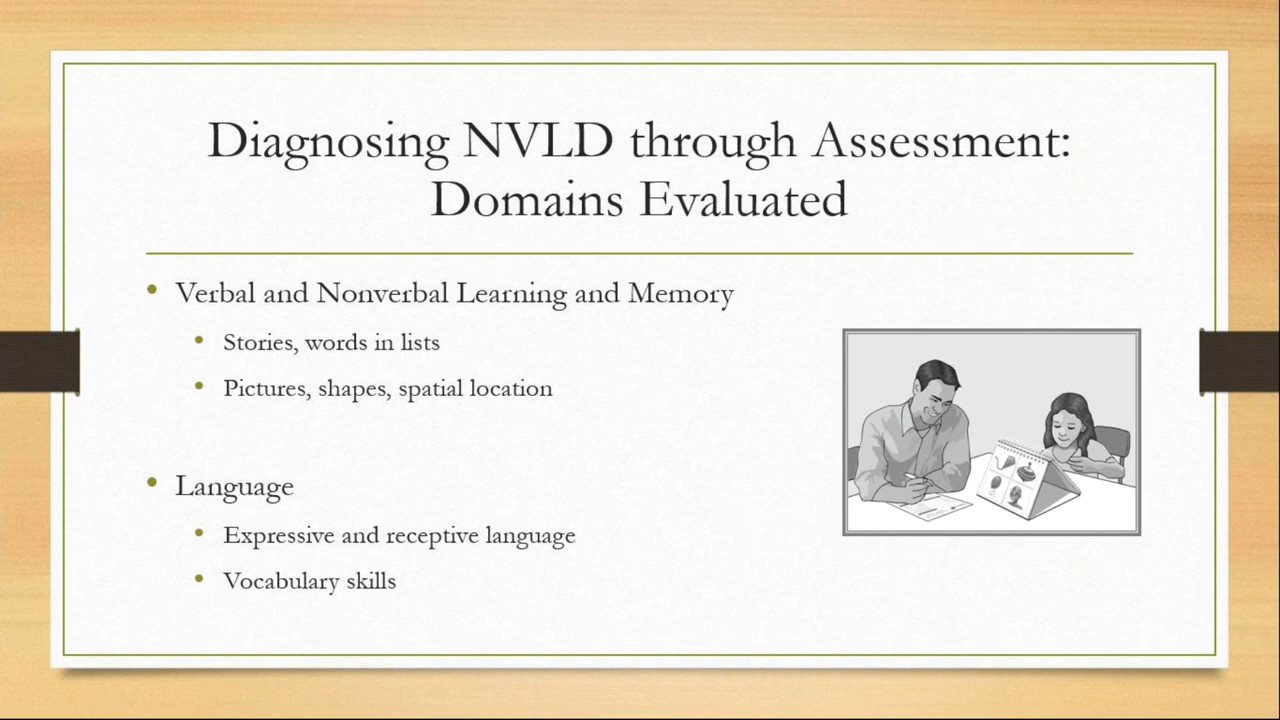 Diagnosing NVLD through Assessment:
Domains Evaluated
• Verbal and Nonverbal Learning and Memory
• Stories, words in lists
• Pictures, shapes, spatial location
• Language
• Expressive and receptive language
• Vocabulary skills